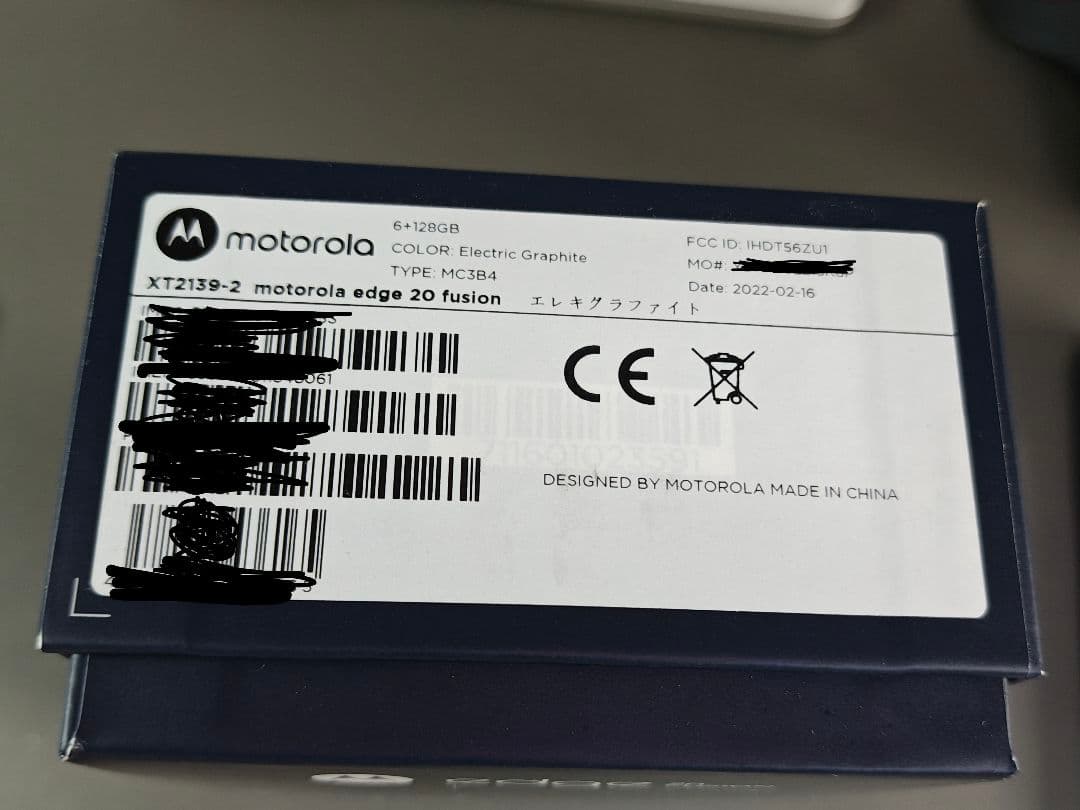 motorola
6+128GB
COLOR: Electric Graphite
TYPE: MC3B4
XT2139-2 motorola edge 20 fusion エレキグラファイト
FCC ID: IHDT56ZU1
MO#:
Date: 2022-02-16
CE
DESIGNED BY MOTOROLA MADE IN CHINA